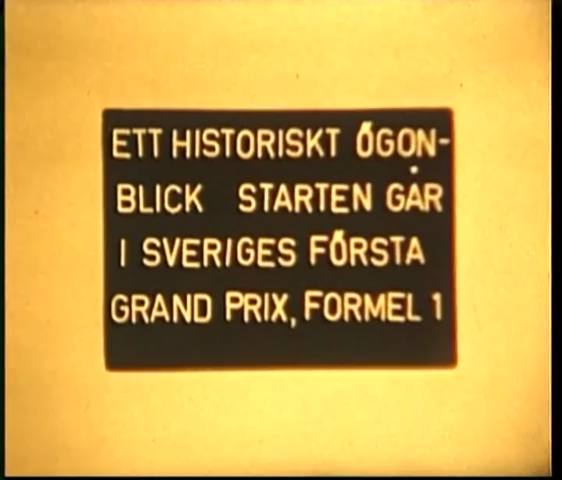 ETT HISTORISKT ÖGON-
BLICK STARTEN GÅR
I SVERIGES FÖRSTA
GRAND PRIX, FORMEL 1